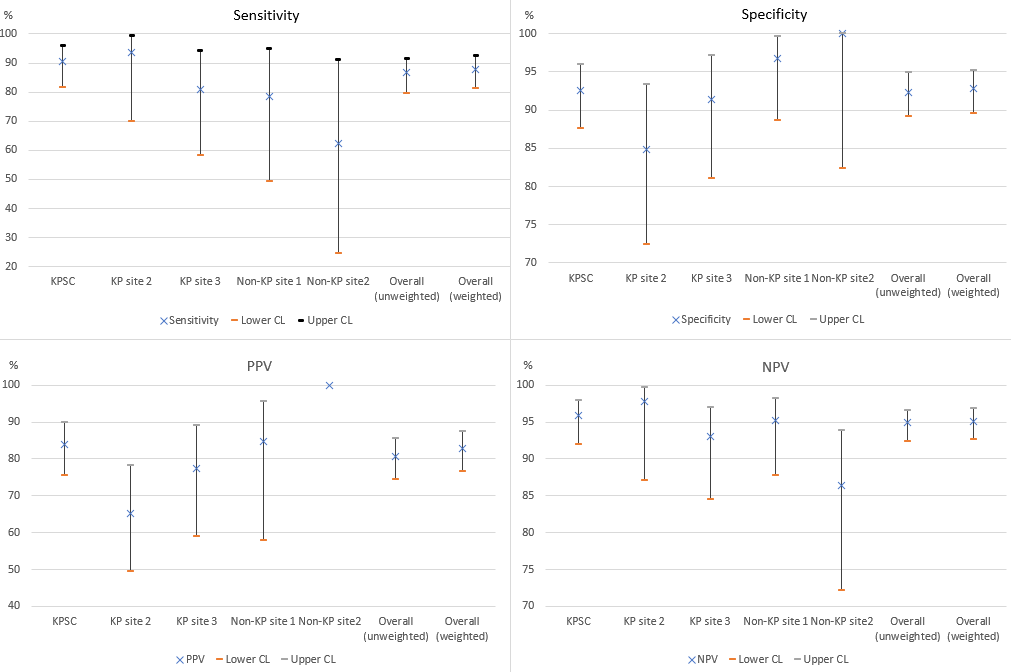 Sensitivity
%
100
90
80
70
60
50
40
30
20
KPSC KP site 2 KP site 3 Non-KP site 1 Non-KP site2 Overall (unweighted) Overall (weighted)
Sensitivity Lower CL Upper CL
Specificity
%
100
95
90
85
80
75
70
KPSC KP site 2 KP site 3 Non-KP site 1 Non-KP site2 Overall (unweighted) Overall (weighted)
Specificity Lower CL Upper CL
PPV
%
100
90
80
70
60
50
40
KPSC KP site 2 KP site 3 Non-KP site 1 Non-KP site2 Overall (unweighted) Overall (weighted)
PPV Lower CL Upper CL
NPV
%
100
95
90
85
80
75
70
KPSC KP site 2 KP site 3 Non-KP site 1 Non-KP site2 Overall (unweighted) Overall (weighted)
NPV Lower CL Upper CL